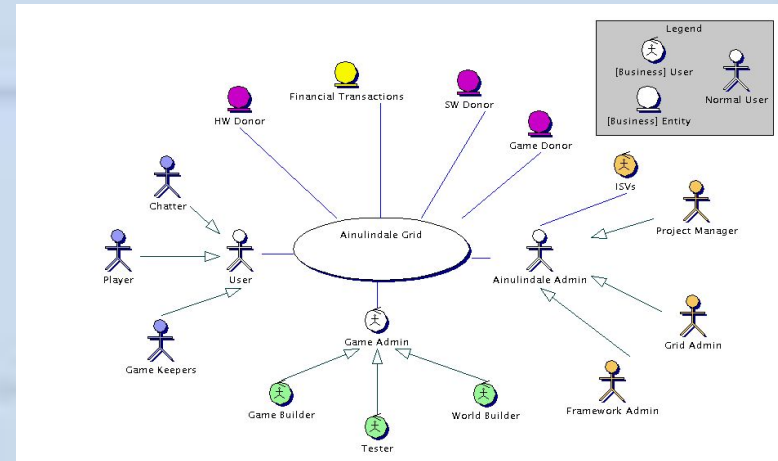 Legend
[Business] User
Normal User
[Business] Entity
Financial Transactions
HW Donor
SW Donor
Game Donor
ISVs
Chatter
Project Manager
Ainulindale Grid
Player
User
Ainulindale Admin
Game Keepers
Game Admin
Grid Admin
Game Builder
World Builder
Framework Admin
Tester